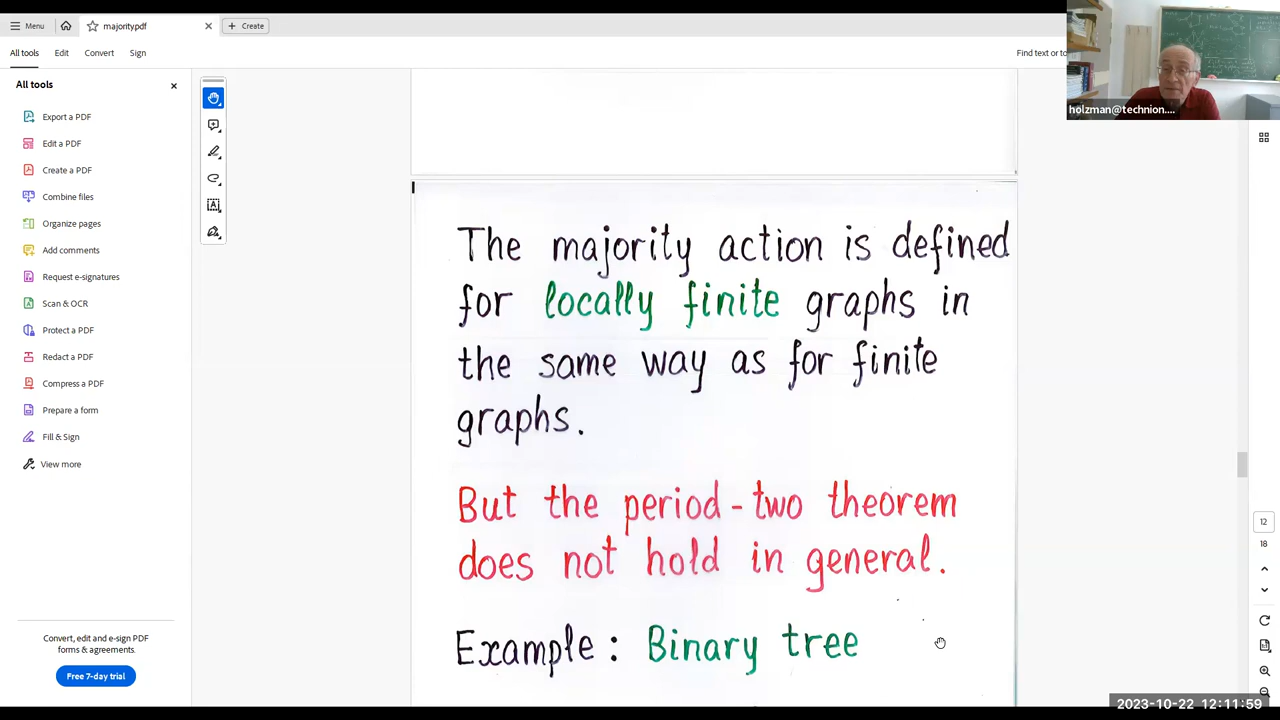 Menu
majoritypdf
Create
All tools
Edit
Convert
Sign
Find text or to
holzman@technion....
All tools
Export a PDF
Edit a PDF
Create a PDF
Combine files
Organize pages
Add comments
Request e-signatures
Scan & OCR
Protect a PDF
Redact a PDF
Compress a PDF
Prepare a form
Fill & Sign
View more
Convert, edit and e-sign PDF
forms & agreements.
Free 7-day trial
The majority action is defined
for locally finite graphs in
the same way as for finite
graphs.
But the period-two theorem
does not hold in general.
Example: Binary tree
12
18
2023-10-22 12:11:59